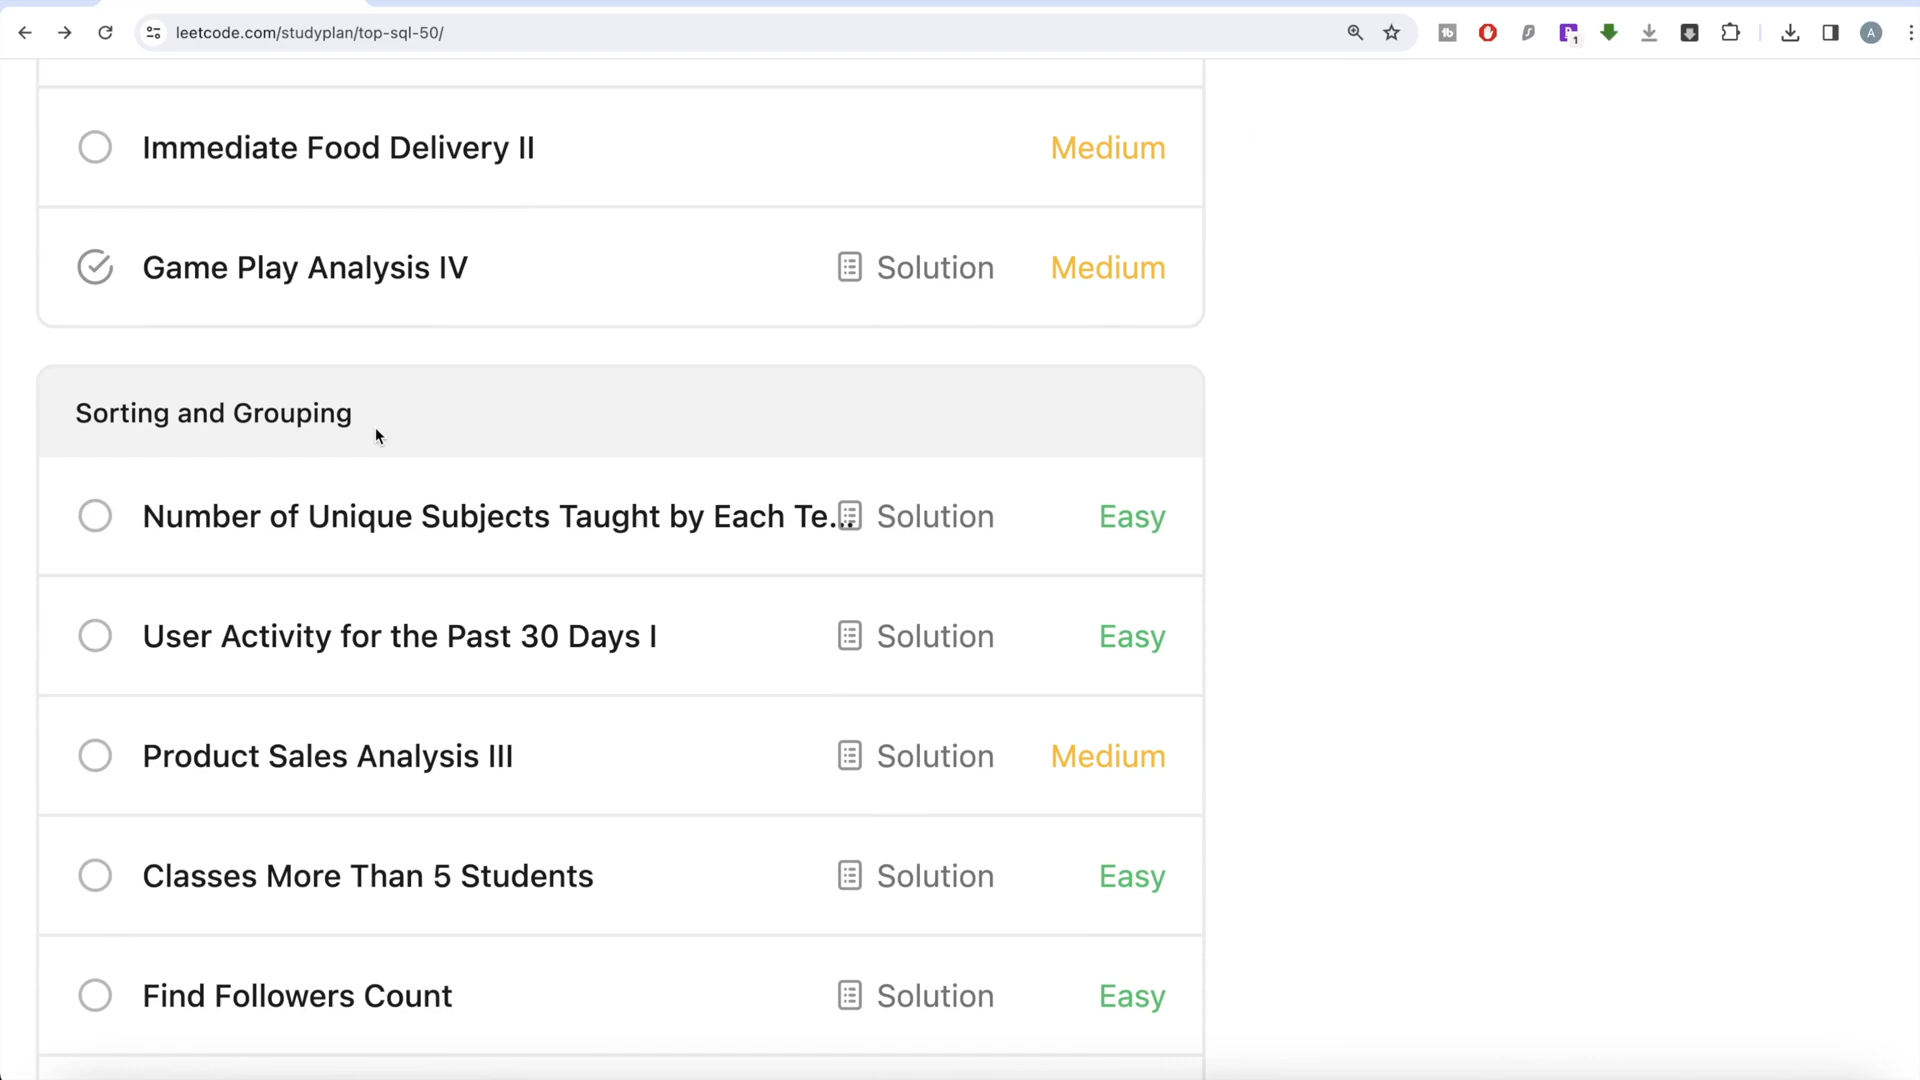 leetcode.com/studyplan/top-sql-50/
1
A
Immediate Food Delivery II Medium
Game Play Analysis IV Solution Medium
Sorting and Grouping
Number of Unique Subjects Taught by Each Te... Solution Easy
User Activity for the Past 30 Days I Solution Easy
Product Sales Analysis III Solution Medium
Classes More Than 5 Students Solution Easy
Find Followers Count Solution Easy